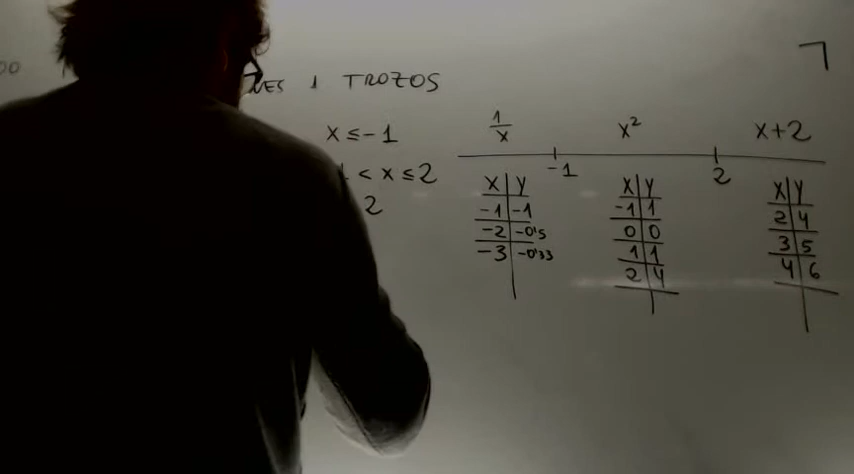 1 TROZOS
1/x x² x+2
x ≤ -1
-1 2
< x ≤ 2
2
x y
-1 -1
-2 -0'5
-3 -0'33
x y
-1 1
0 0
1 1
2 4
x y
2 4
3 5
4 6